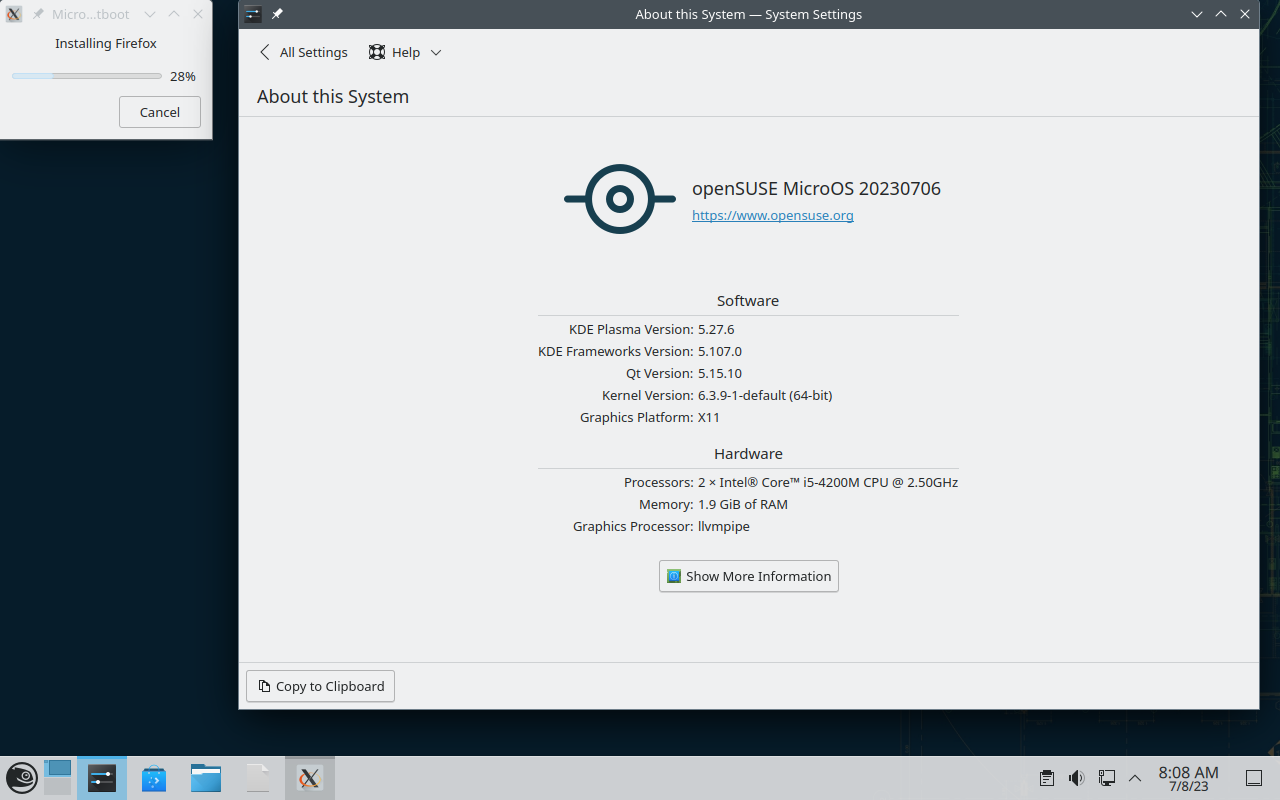 Micro...tboot
Installing Firefox
28%
Cancel
About this System — System Settings
All Settings
Help
About this System
openSUSE MicroOS 20230706
https://www.opensuse.org
Software
KDE Plasma Version: 5.27.6
KDE Frameworks Version: 5.107.0
Qt Version: 5.15.10
Kernel Version: 6.3.9-1-default (64-bit)
Graphics Platform: X11
Hardware
Processors: 2 × Intel® Core™ i5-4200M CPU @ 2.50GHz
Memory: 1.9 GiB of RAM
Graphics Processor: llvmpipe
Show More Information
Copy to Clipboard
8:08 AM
7/8/23